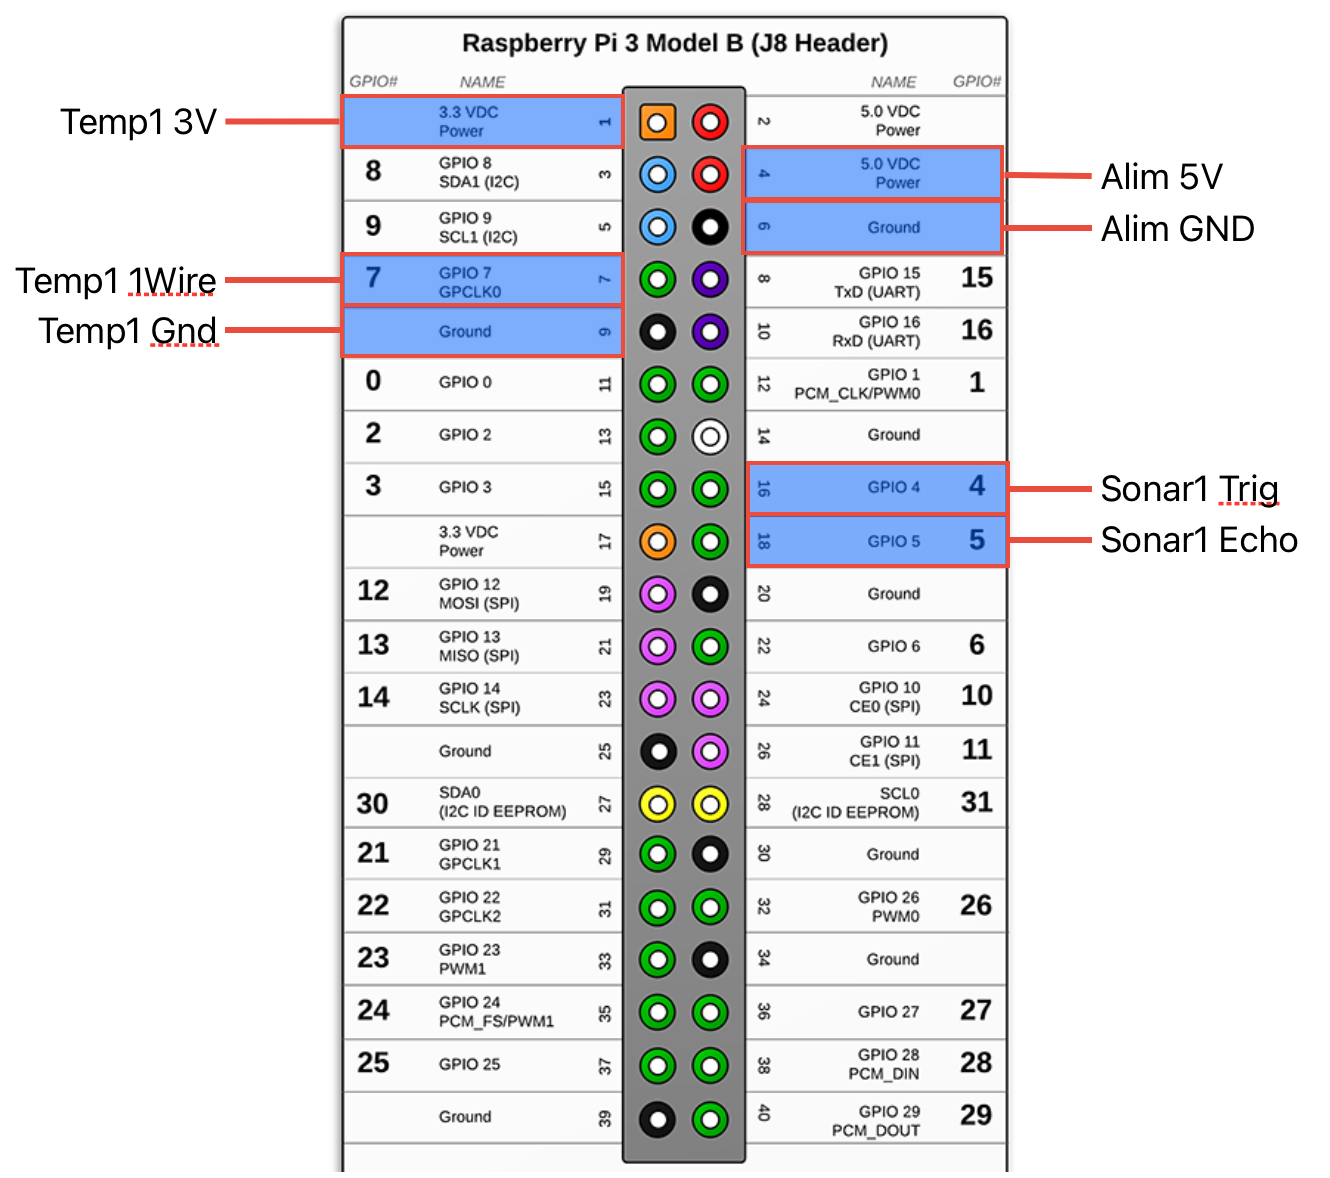 Raspberry Pi 3 Model B (J8 Header)
GPIO# NAME NAME GPIO#
Temp1 3V
3.3 VDC
Power
1
2
5.0 VDC
Power
8
GPIO 8
SDA1 (I2C)
3
4
5.0 VDC
Power
Alim 5V
9
GPIO 9
SCL1 (I2C)
5
6
Ground
Alim GND
Temp1 1Wire
7
GPIO 7
GPCLK0
7
8
GPIO 15
TxD (UART)
15
Temp1 Gnd
Ground
9
10
GPIO 16
RxD (UART)
16
0
GPIO 0
11
12
GPIO 1
PCM_CLK/PWM0
1
2
GPIO 2
13
14
Ground
3
GPIO 3
15
16
GPIO 4
4
Sonar1 Trig
3.3 VDC
Power
17
18
GPIO 5
5
Sonar1 Echo
12
GPIO 12
MOSI (SPI)
19
20
Ground
13
GPIO 13
MISO (SPI)
21
22
GPIO 6
6
14
GPIO 14
SCLK (SPI)
23
24
GPIO 10
CE0 (SPI)
10
Ground
25
26
GPIO 11
CE1 (SPI)
11
30
SDA0
(I2C ID EEPROM)
27
28
SCL0
(I2C ID EEPROM)
31
21
GPIO 21
GPCLK1
29
30
Ground
22
GPIO 22
GPCLK2
31
32
GPIO 26
PWM0
26
23
GPIO 23
PWM1
33
34
Ground
24
GPIO 24
PCM_FS/PWM1
35
36
GPIO 27
27
25
GPIO 25
37
38
GPIO 28
PCM_DIN
28
Ground
39
40
GPIO 29
PCM_DOUT
29